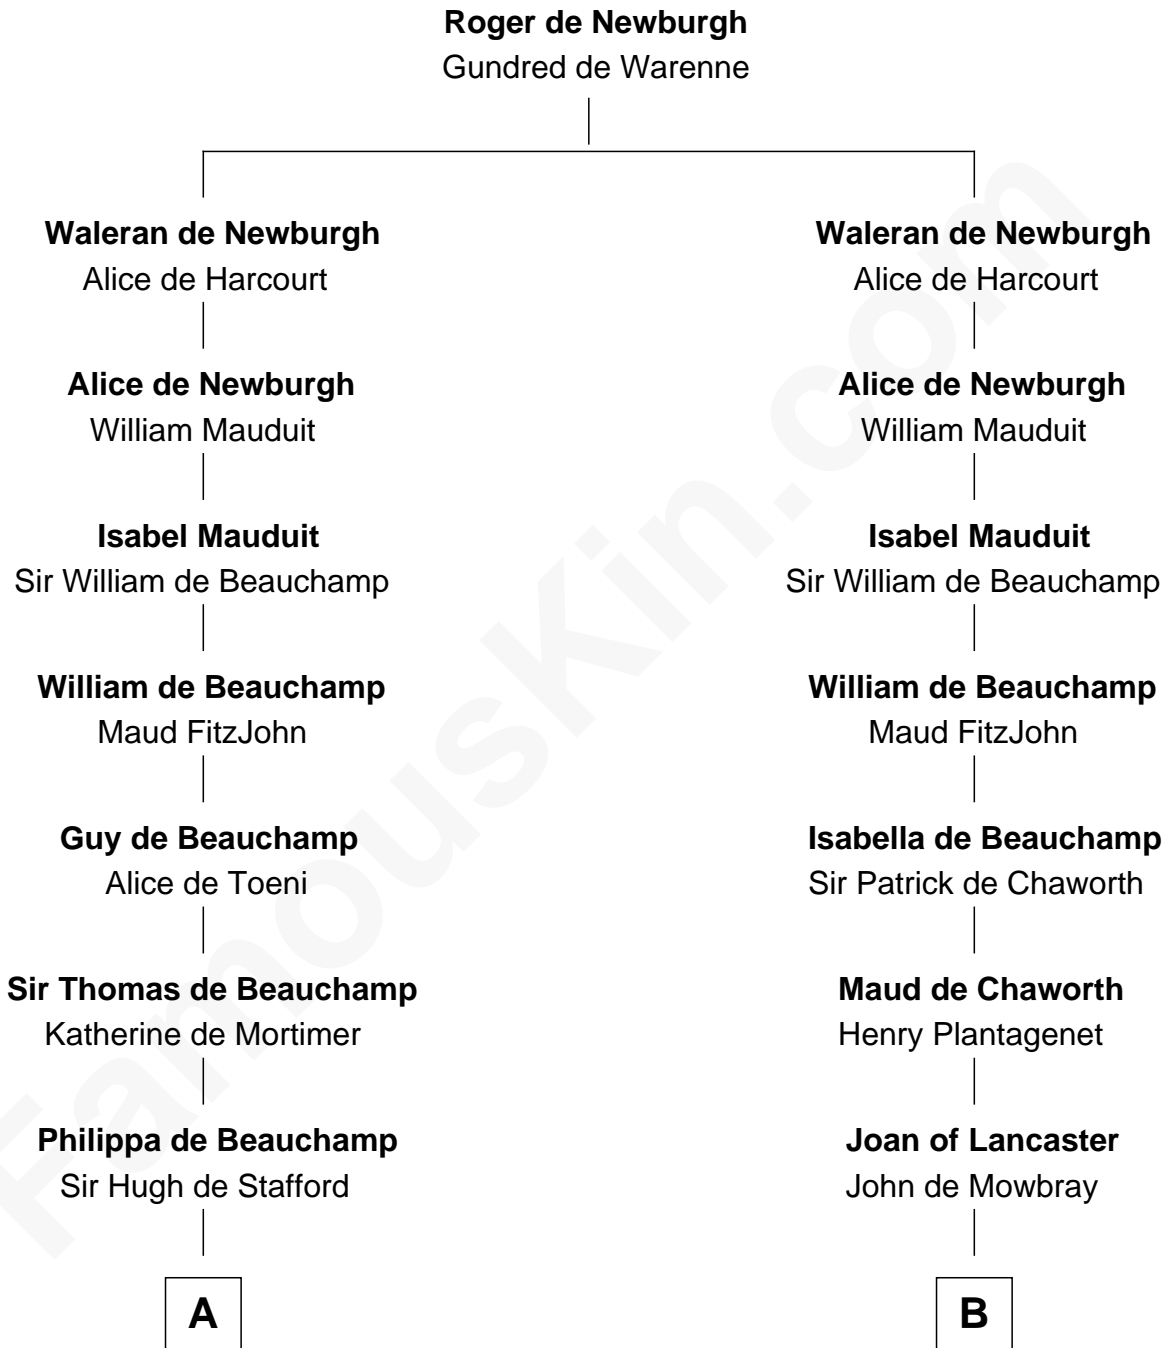 Roger de Newburgh
Gundred de Warenne
Waleran de Newburgh
Alice de Harcourt
Alice de Newburgh
William Mauduit
Isabel Mauduit
Sir William de Beauchamp
William de Beauchamp
Maud FitzJohn
Guy de Beauchamp
Alice de Toeni
Sir Thomas de Beauchamp
Katherine de Mortimer
Philippa de Beauchamp
Sir Hugh de Stafford
A
Waleran de Newburgh
Alice de Harcourt
Alice de Newburgh
William Mauduit
Isabel Mauduit
Sir William de Beauchamp
William de Beauchamp
Maud FitzJohn
Isabella de Beauchamp
Sir Patrick de Chaworth
Maud de Chaworth
Henry Plantagenet
Joan of Lancaster
John de Mowbray
B
FamousKin.com